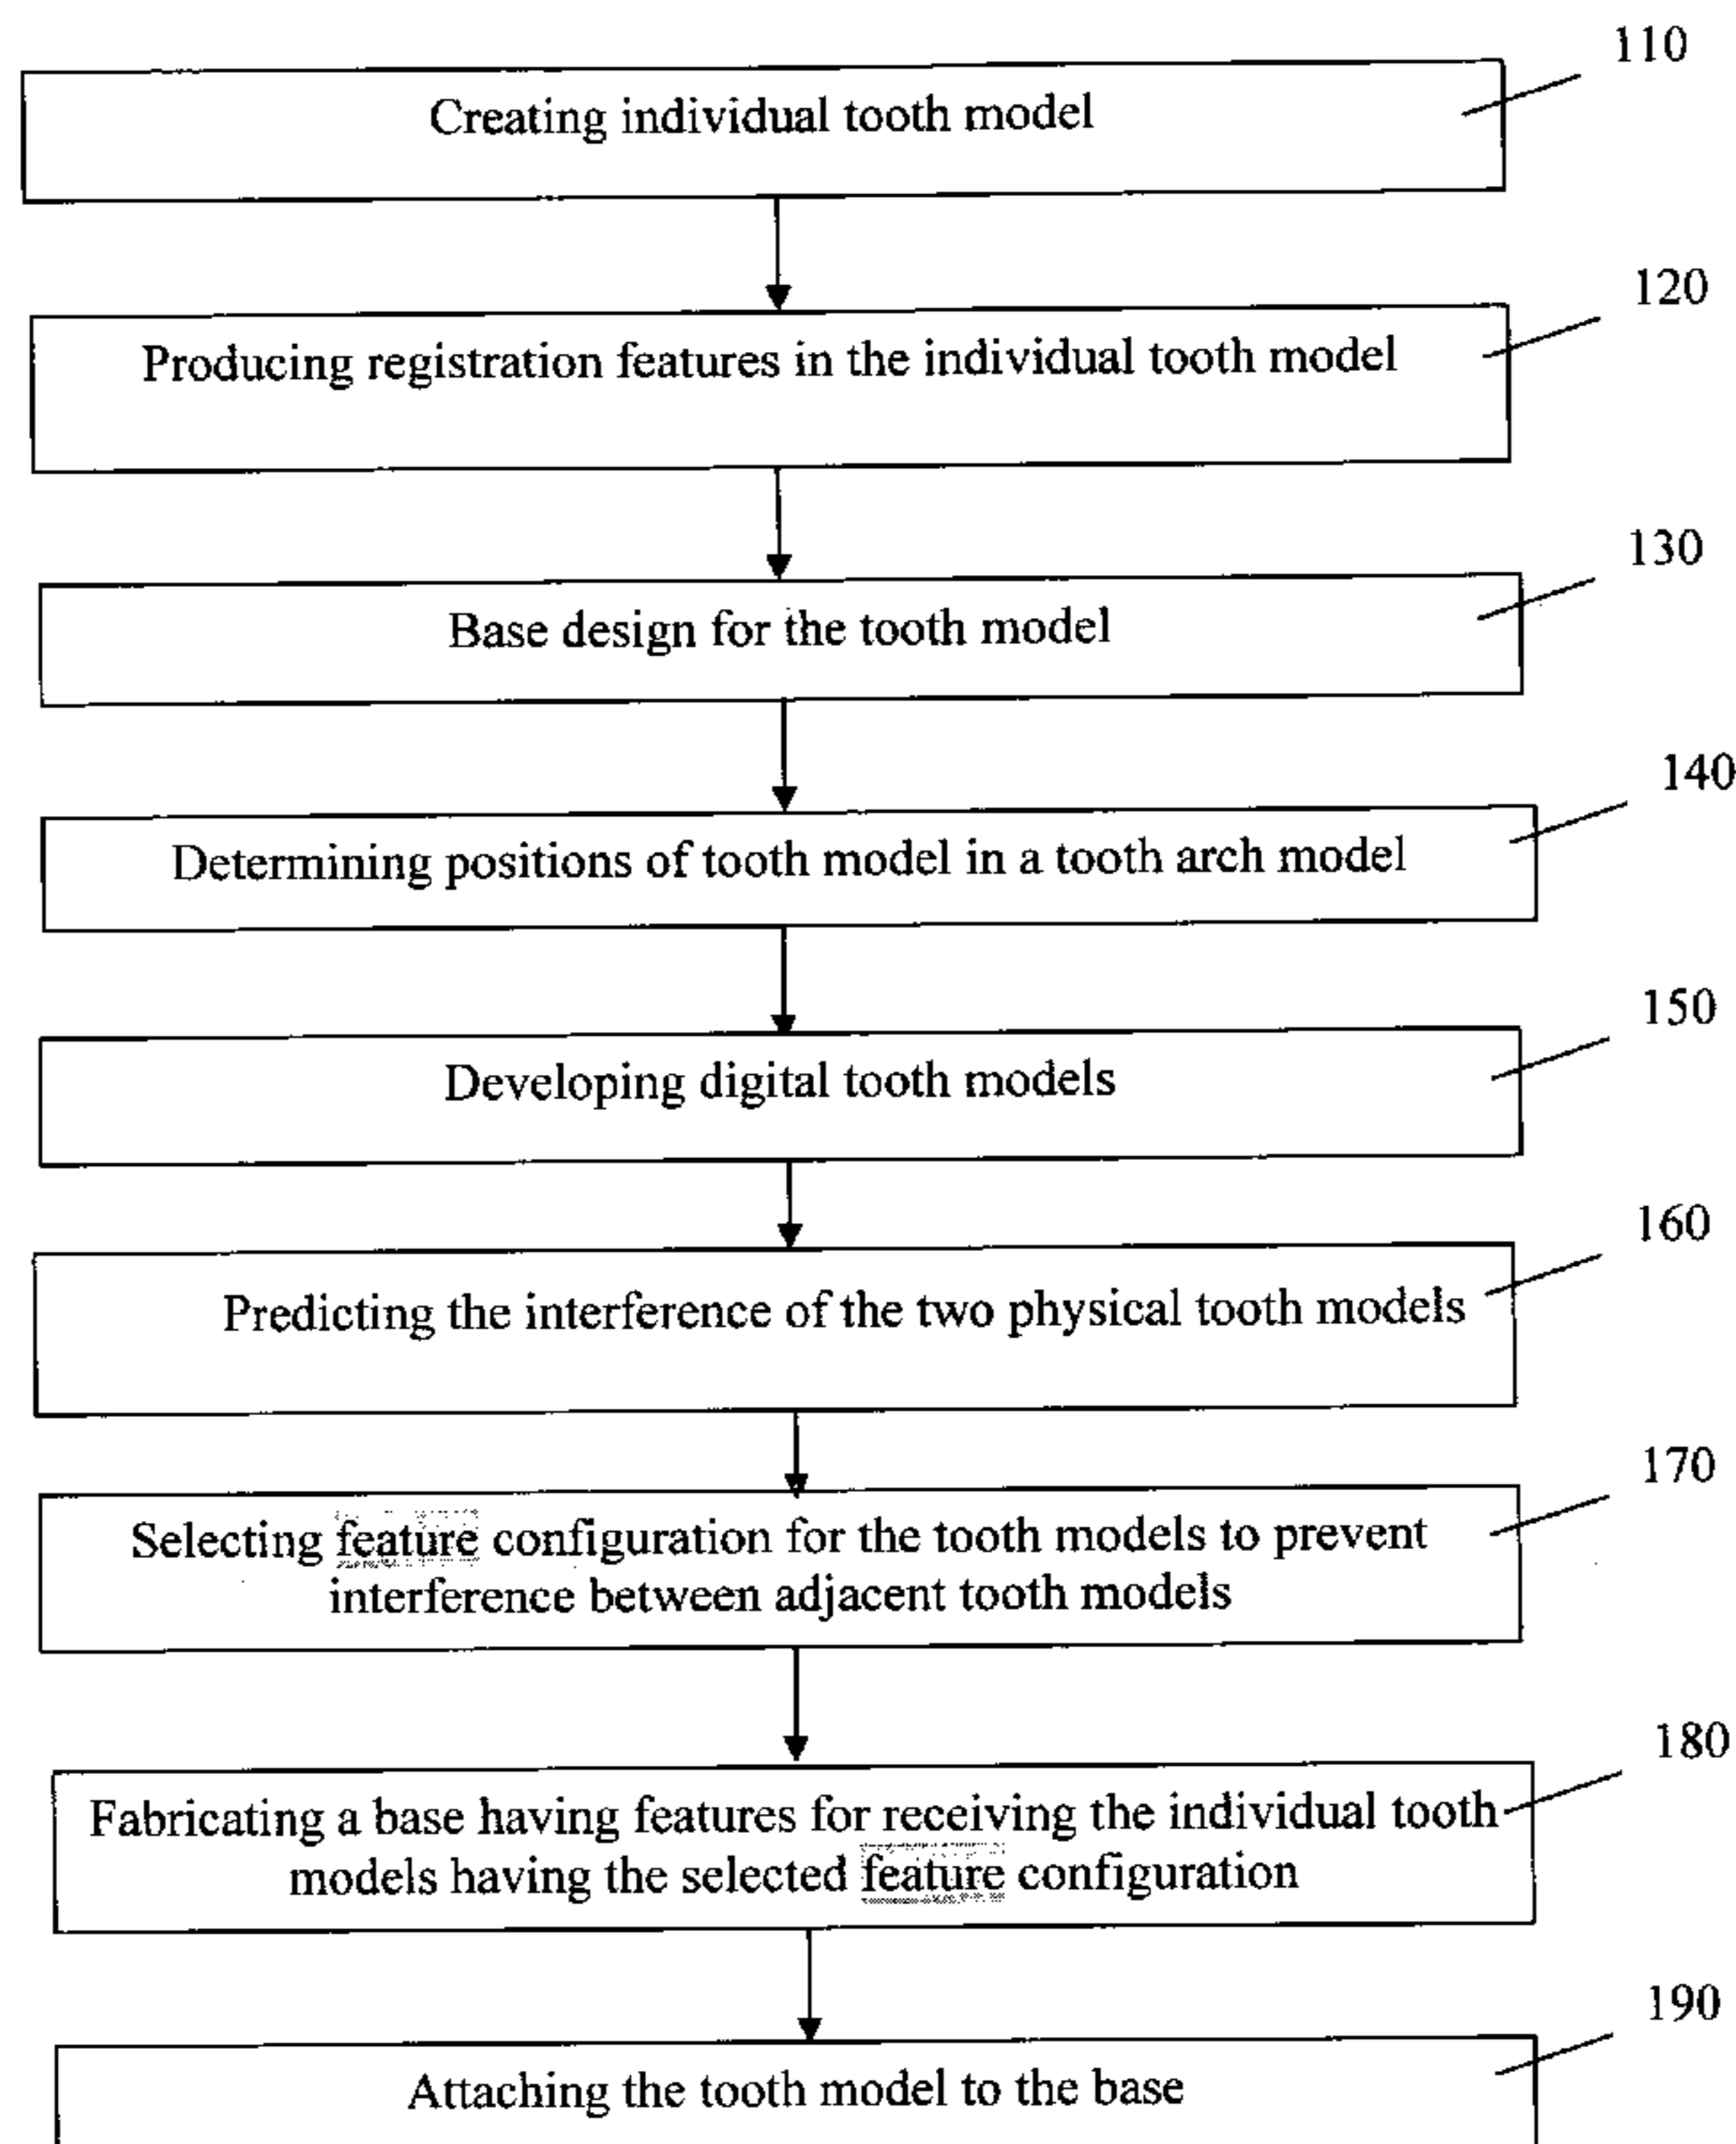 110
Creating individual tooth model
120
Producing registration features in the individual tooth model
130
Base design for the tooth model
140
Determining positions of tooth model in a tooth arch model
150
Developing digital tooth models
160
Predicting the interference of the two physical tooth models
170
Selecting feature configuration for the tooth models to prevent
interference between adjacent tooth models
180
Fabricating a base having features for receiving the individual tooth
models having the selected feature configuration
190
Attaching the tooth model to the base